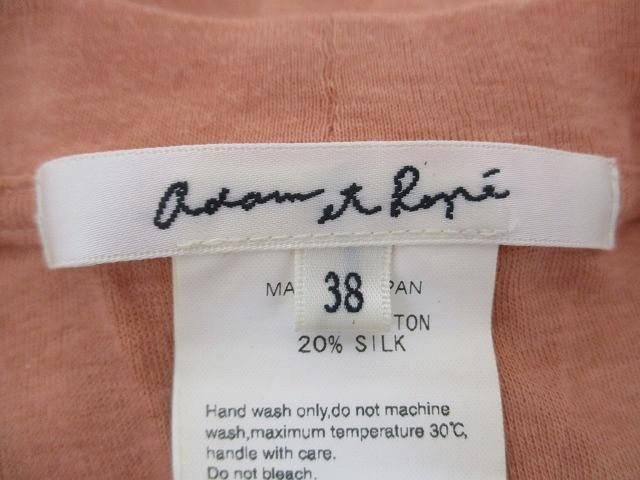 Adam et Ropé
38
MA PAN
TON
20% SILK
Hand wash only,do not machine
wash,maximum temperature 30℃,
handle with care.
Do not bleach.